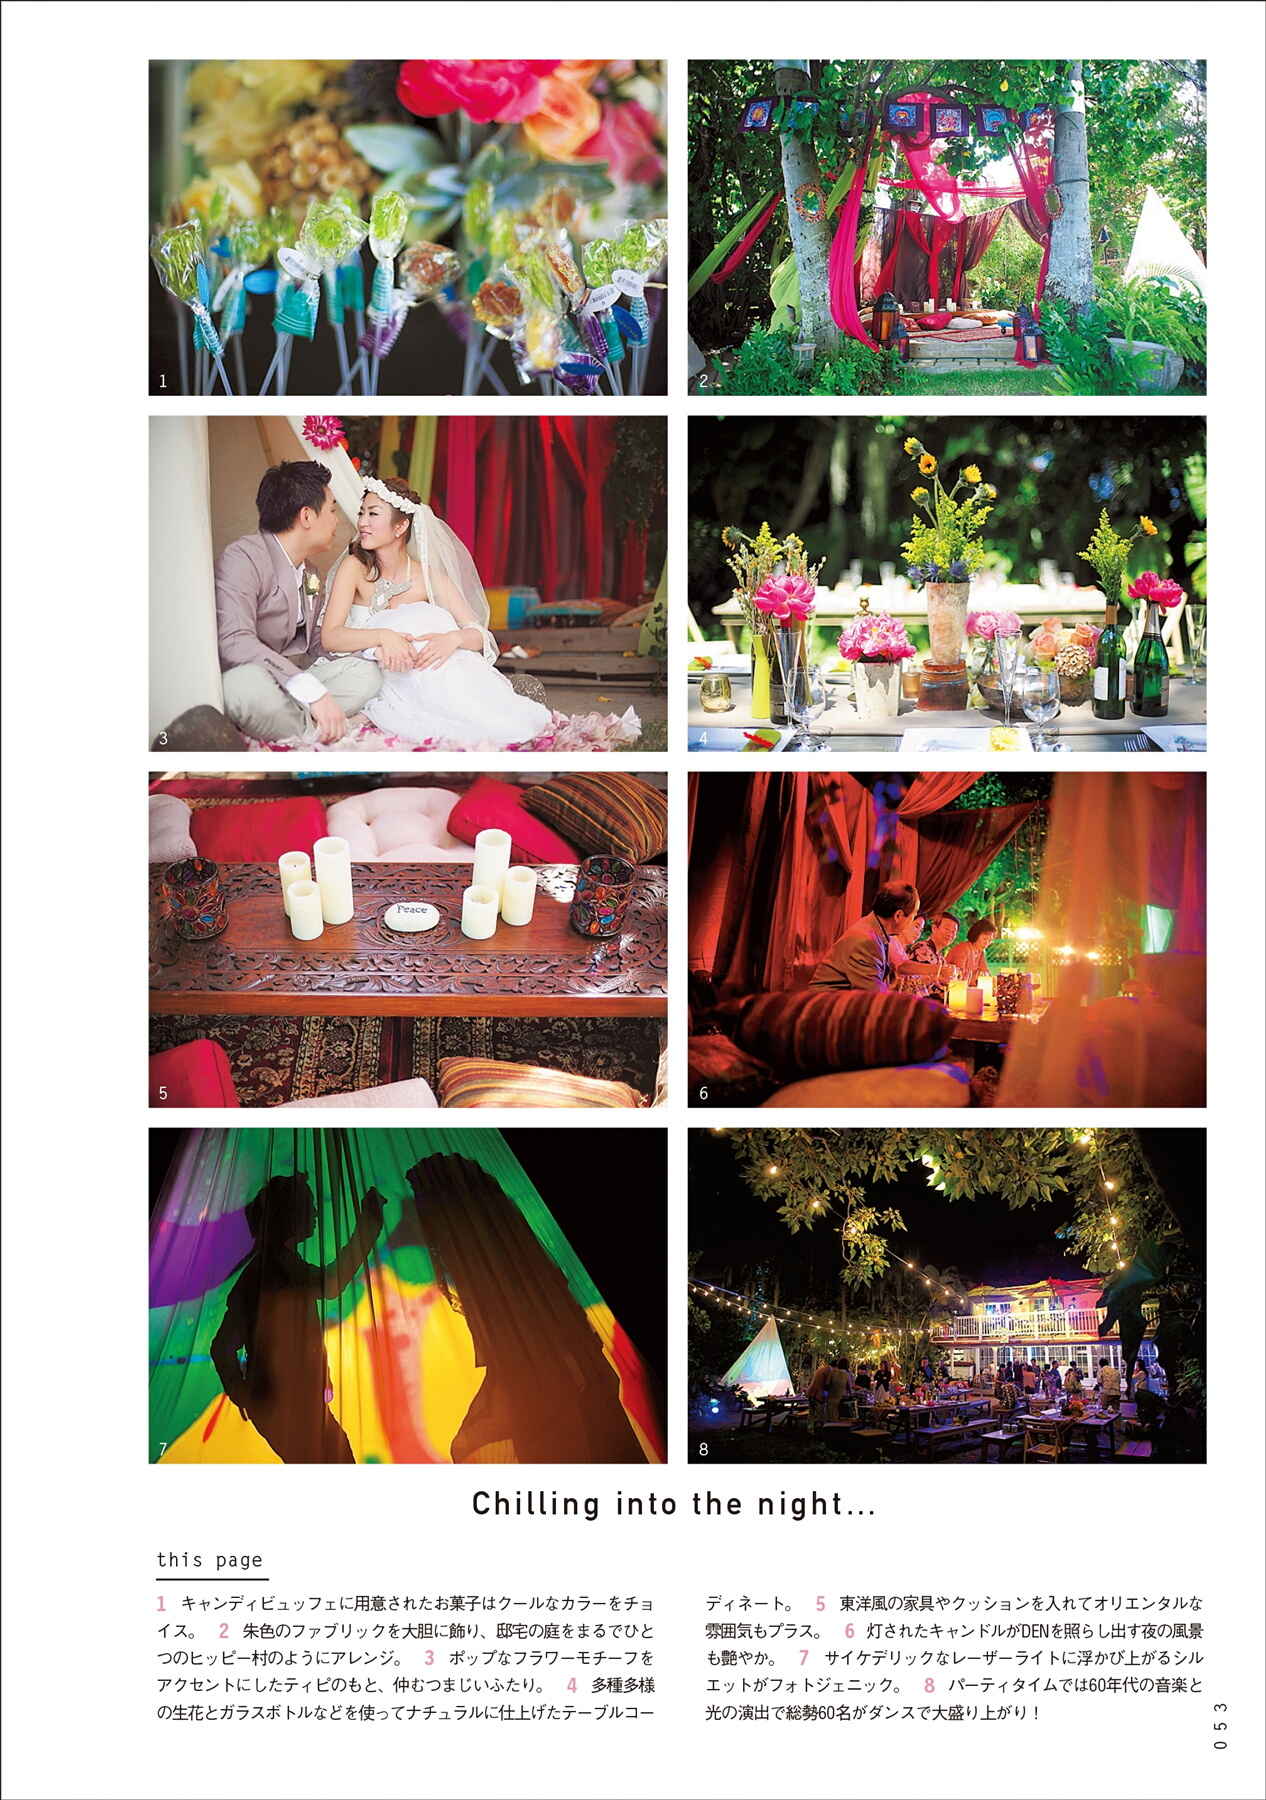 1
2
3
4
Peace
5
6
7
8
Chilling into the night...
this page
1 キャンディビュッフェに用意されたお菓子はクールなカラーをチョ
イス。 2 朱色のファブリックを大胆に飾り、邸宅の庭をまるでひと
つのヒッピー村のようにアレンジ。 3 ポップなフラワーモチーフを
アクセントにしたティピのもと、仲むつまじいふたり。 4 多種多様
の生花とガラスボトルなどを使ってナチュラルに仕上げたテーブルコー
ディネート。 5 東洋風の家具やクッションを入れてオリエンタルな
雰囲気もプラス。 6 灯されたキャンドルがDENを照らし出す夜の風景
も艶やか。 7 サイケデリックなレーザーライトに浮かび上がるシル
エットがフォトジェニック。 8 パーティタイムでは60年代の音楽と
光の演出で総勢60名がダンスで大盛り上がり！
053